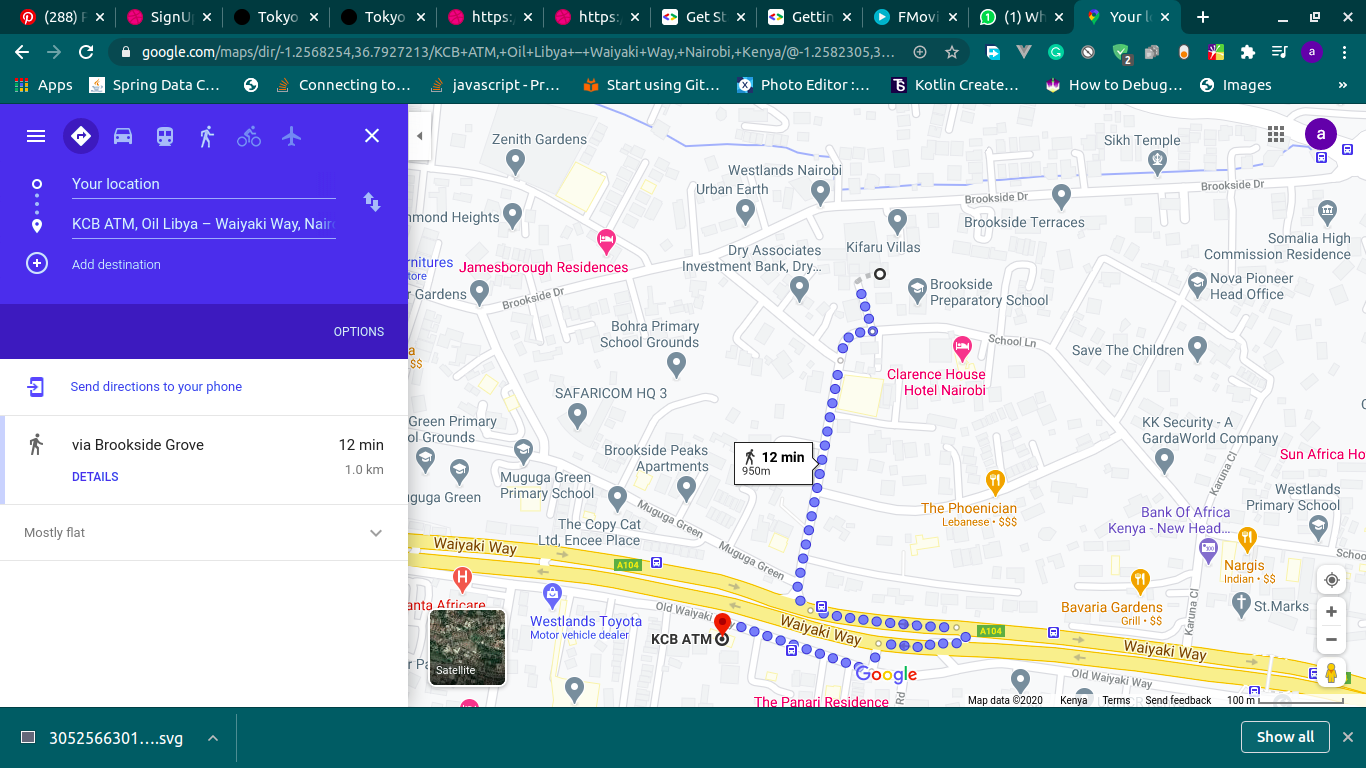 (288) P
SignUp
Tokyo
Tokyo
https:/
https:/
Get St
Gettin
FMovi
(1) Wh
Your l
google.com/maps/dir/-1.2568254,36.7927213/KCB+ATM,+Oil+Libya+–+Waiyaki+Way,+Nairobi,+Kenya/@-1.2582305,3...
2
a
Apps
Spring Data C...
Connecting to...
javascript - Pr...
Start using Git...
Photo Editor :...
Kotlin Create...
How to Debug...
Images
»
Your location
KCB ATM, Oil Libya – Waiyaki Way, Nair
Add destination
OPTIONS
Send directions to your phone
via Brookside Grove
12 min
1.0 km
DETAILS
Mostly flat
a
Zenith Gardens
Sikh Temple
Westlands Nairobi
Urban Earth
Brookside Dr
Brookside Dr
mmond Heights
Brookside Terraces
Kifaru Villas
Somalia High
Commission Residence
Dry Associates
Investment Bank, Dry...
rnitures
tore
Jamesborough Residences
r Gardens
Brookside Dr
Brookside
Preparatory School
Nova Pioneer
Head Office
Bohra Primary
School Grounds
School Ln
Save The Children
a
$$
Clarence House
Hotel Nairobi
SAFARICOM HQ 3
Green Primary
ol Grounds
KK Security - A
GardaWorld Company
Brookside Peaks
Apartments
12 min
950m
Sun Africa Ho
Karuna Cl
Muguga Green
Primary School
uguga Green
Westlands
Primary School
The Phoenician
Lebanese • $$$
Muguga Green
The Copy Cat
Ltd, Encee Place
Bank Of Africa
Kenya - New Head...
Muguga Green
Waiyaki Way
A104
Schoo
Nargis
Indian • $$
anta Africare
Westlands Toyota
Motor vehicle dealer
Old Waiyaki
Bavaria Gardens
Grill • $$
St.Marks
Karuna Cl
KCB ATM
Waiyaki Way
A104
Waiyaki Way
Satellite
r Pa
Google
Old Waiyaki Way
The Panari Residence
Rd
Map data ©2020
Kenya
Terms
Send feedback
100 m
3052566301....svg
Show all